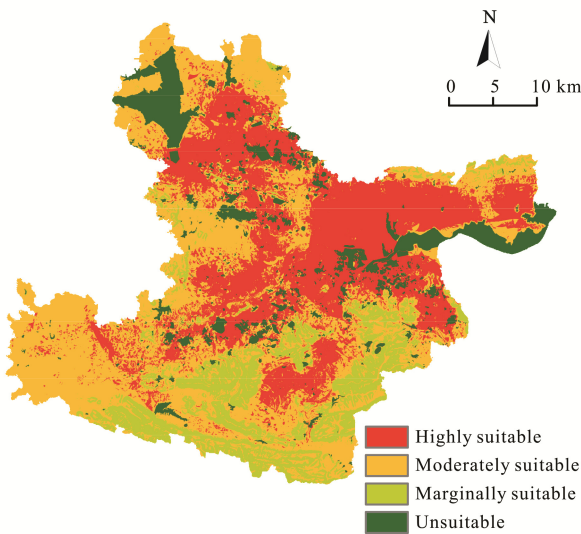 N
0 5 10 km
Highly suitable
Moderately suitable
Marginally suitable
Unsuitable